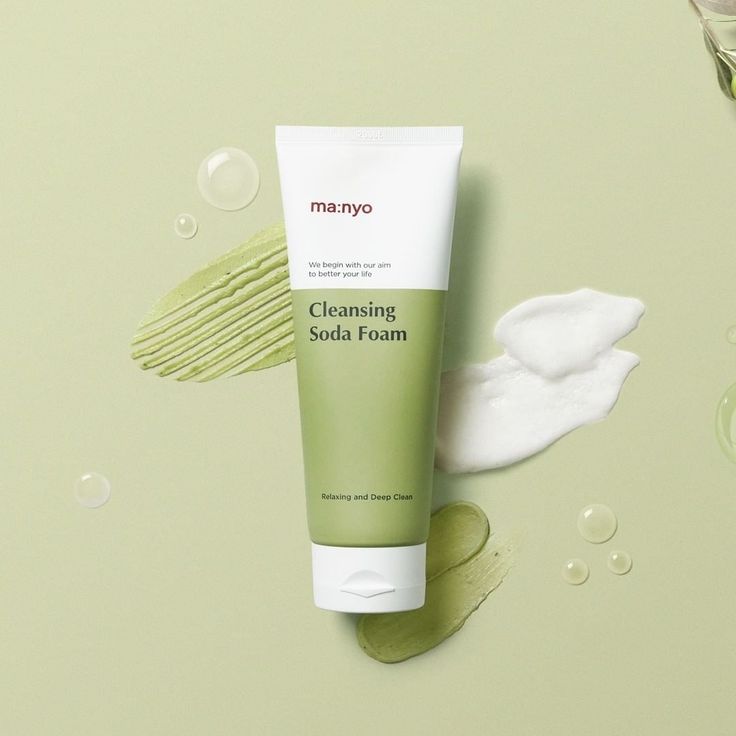 ma:nyo
We begin with our aim
to better your life
Cleansing
Soda Foam
Relaxing and Deep Clean